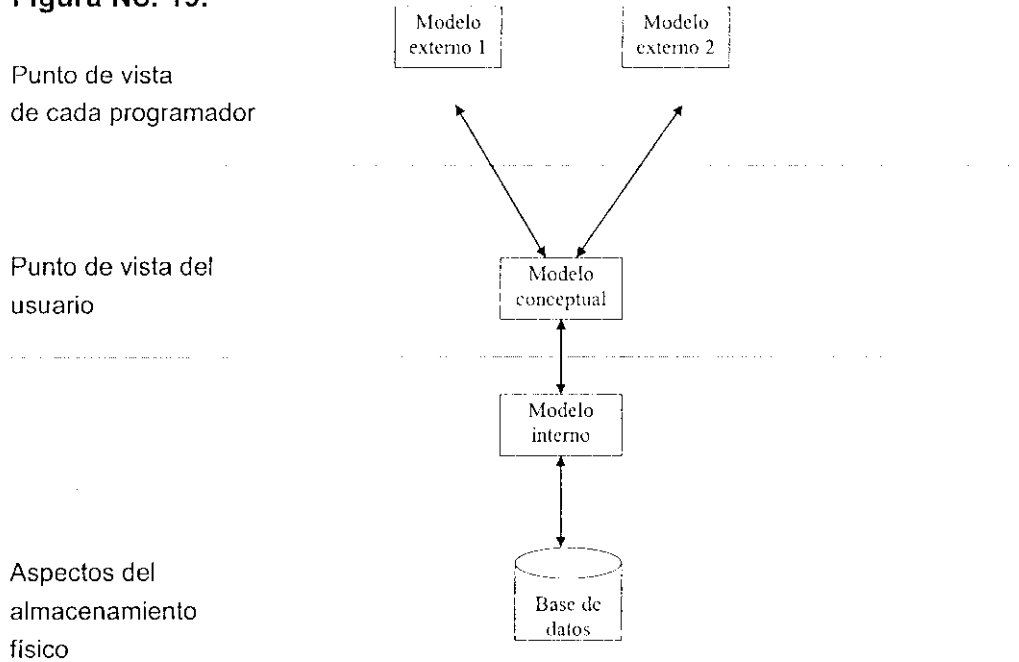 Figura No. 19.
Modelo
externo 1
Modelo
externo 2
Punto de vista
de cada programador
Punto de vista del
usuario
Modelo
conceptual
Modelo
interno
Aspectos del
almacenamiento
físico
Base de
datos